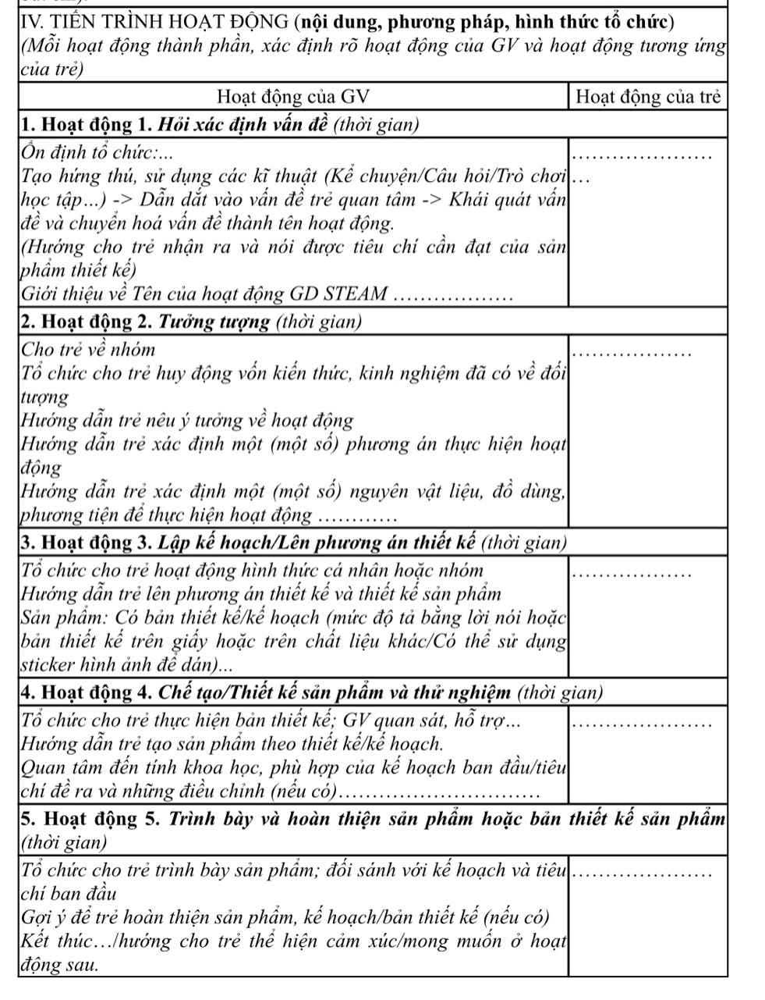 IV. TIẾN TRÌNH HOẠT ĐỘNG (nội dung, phương pháp, hình thức tổ chức)
(Mỗi hoạt động thành phần, xác định rõ hoạt động của GV và hoạt động tương ứng
của trẻ)
Hoạt động của GV
Hoạt động của trẻ
1. Hoạt động 1. Hỏi xác định vấn đề (thời gian)
Ổn định tổ chức:...
Tạo hứng thú, sử dụng các kĩ thuật (Kể chuyện/Câu hỏi/Trò chơi
học tập...) -> Dẫn dắt vào vấn đề trẻ quan tâm -> Khái quát vấn
đề và chuyển hoá vấn đề thành tên hoạt động.
(Hướng cho trẻ nhận ra và nói được tiêu chí cần đạt của sản
phẩm thiết kế)
Giới thiệu về Tên của hoạt động GD STEAM ..................
.....................
...
2. Hoạt động 2. Tưởng tượng (thời gian)
Cho trẻ về nhóm
Tổ chức cho trẻ huy động vốn kiến thức, kinh nghiệm đã có về đối
tượng
Hướng dẫn trẻ nêu ý tưởng về hoạt động
Hướng dẫn trẻ xác định một (một số) phương án thực hiện hoạt
động
Hướng dẫn trẻ xác định một (một số) nguyên vật liệu, đồ dùng,
phương tiện để thực hiện hoạt động ............
..................
3. Hoạt động 3. Lập kế hoạch/Lên phương án thiết kế (thời gian)
Tổ chức cho trẻ hoạt động hình thức cá nhân hoặc nhóm
Hướng dẫn trẻ lên phương án thiết kế và thiết kế sản phẩm
Sản phẩm: Có bản thiết kế/kế hoạch (mức độ tả bằng lời nói hoặc
bản thiết kế trên giấy hoặc trên chất liệu khác/Có thể sử dụng
sticker hình ảnh để dán)...
..................
4. Hoạt động 4. Chế tạo/Thiết kế sản phẩm và thử nghiệm (thời gian)
Tổ chức cho trẻ thực hiện bản thiết kế; GV quan sát, hỗ trợ...
Hướng dẫn trẻ tạo sản phẩm theo thiết kế/kế hoạch.
Quan tâm đến tính khoa học, phù hợp của kế hoạch ban đầu/tiêu
chí đề ra và những điều chỉnh (nếu có)..............................
.....................
5. Hoạt động 5. Trình bày và hoàn thiện sản phẩm hoặc bản thiết kế sản phẩm
(thời gian)
Tổ chức cho trẻ trình bày sản phẩm; đối sánh với kế hoạch và tiêu
chí ban đầu
Gợi ý để trẻ hoàn thiện sản phẩm, kế hoạch/bản thiết kế (nếu có)
Kết thúc.../hướng cho trẻ thể hiện cảm xúc/mong muốn ở hoạt
động sau.
.....................